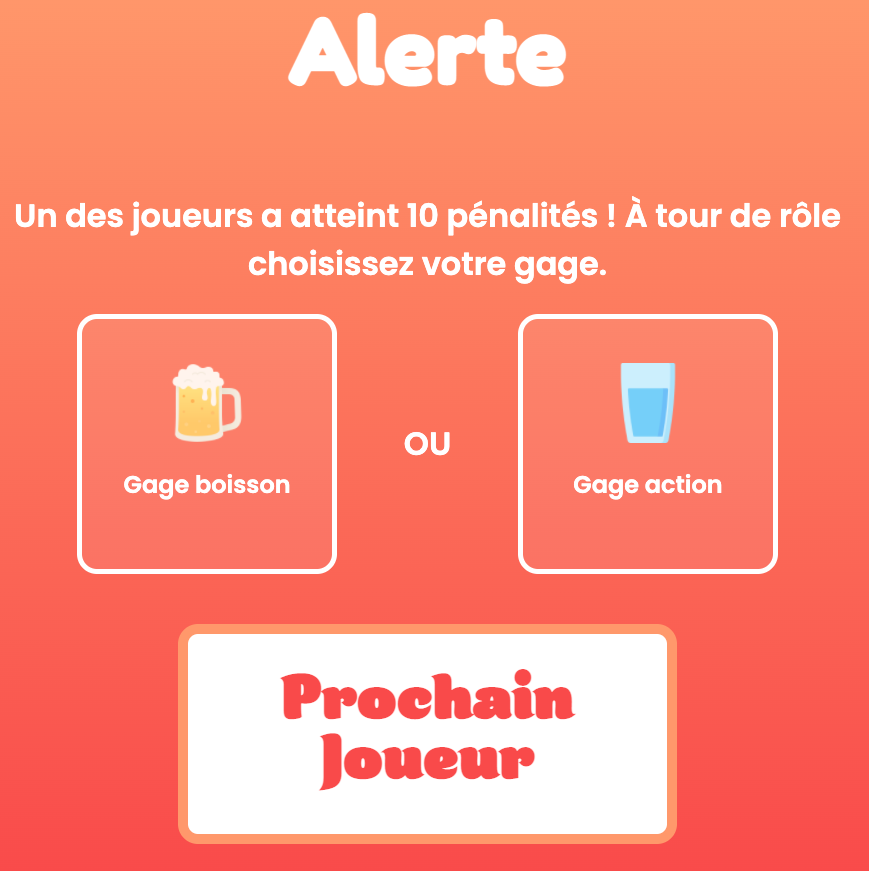 Alerte
Un des joueurs a atteint 10 pénalités ! À tour de rôle
choisissez votre gage.
OU
Gage boisson
Gage action
Prochain
Joueur